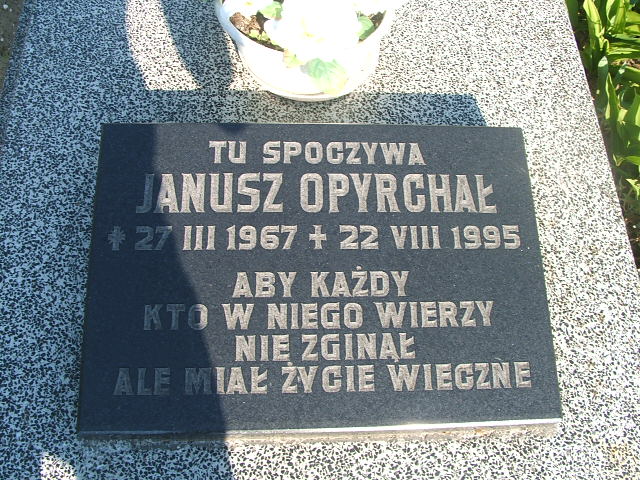 TU SPOCZYWA
JANUSZ OPYRCHAŁ
* 27 III 1967 + 22 VIII 1995
ABY KAŻDY
KTO W NIEGO WIERZY
NIE ZGINĄŁ
ALE MIAŁ ŻYCIE WIECZNE